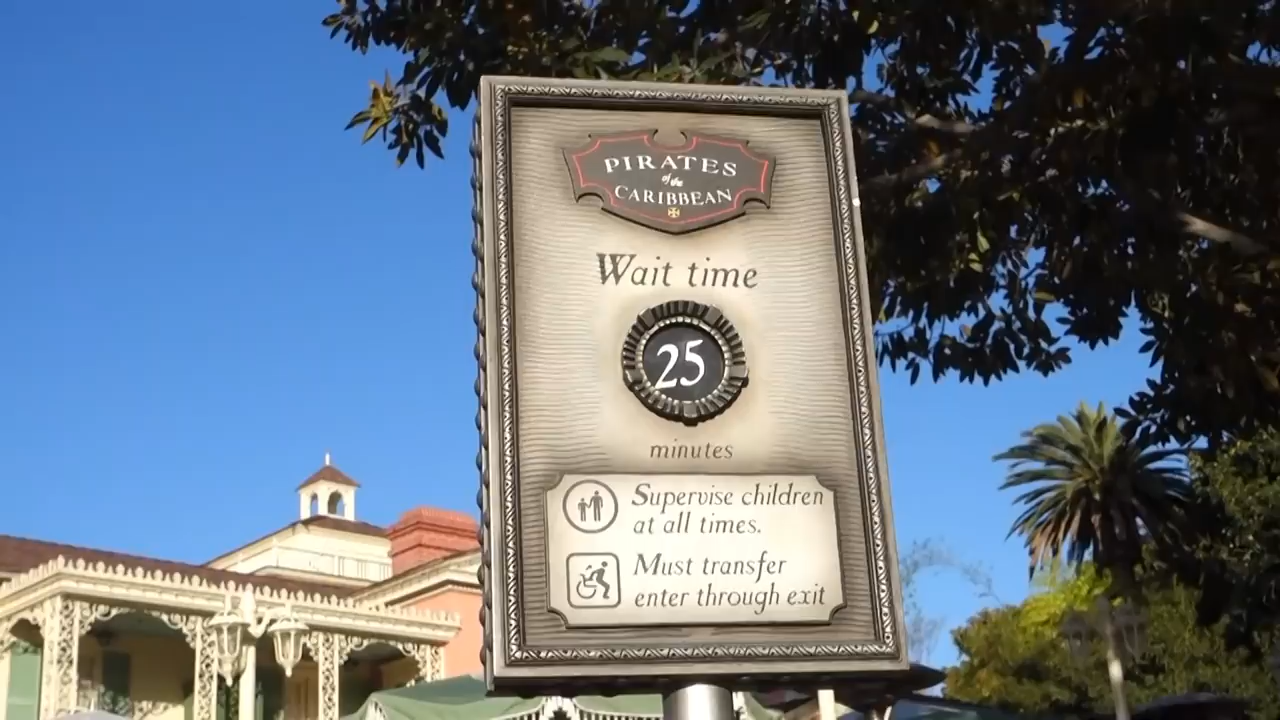 PIRATES
of the
CARIBBEAN
Wait time
25
minutes
Supervise children
at all times.
Must transfer
enter through exit